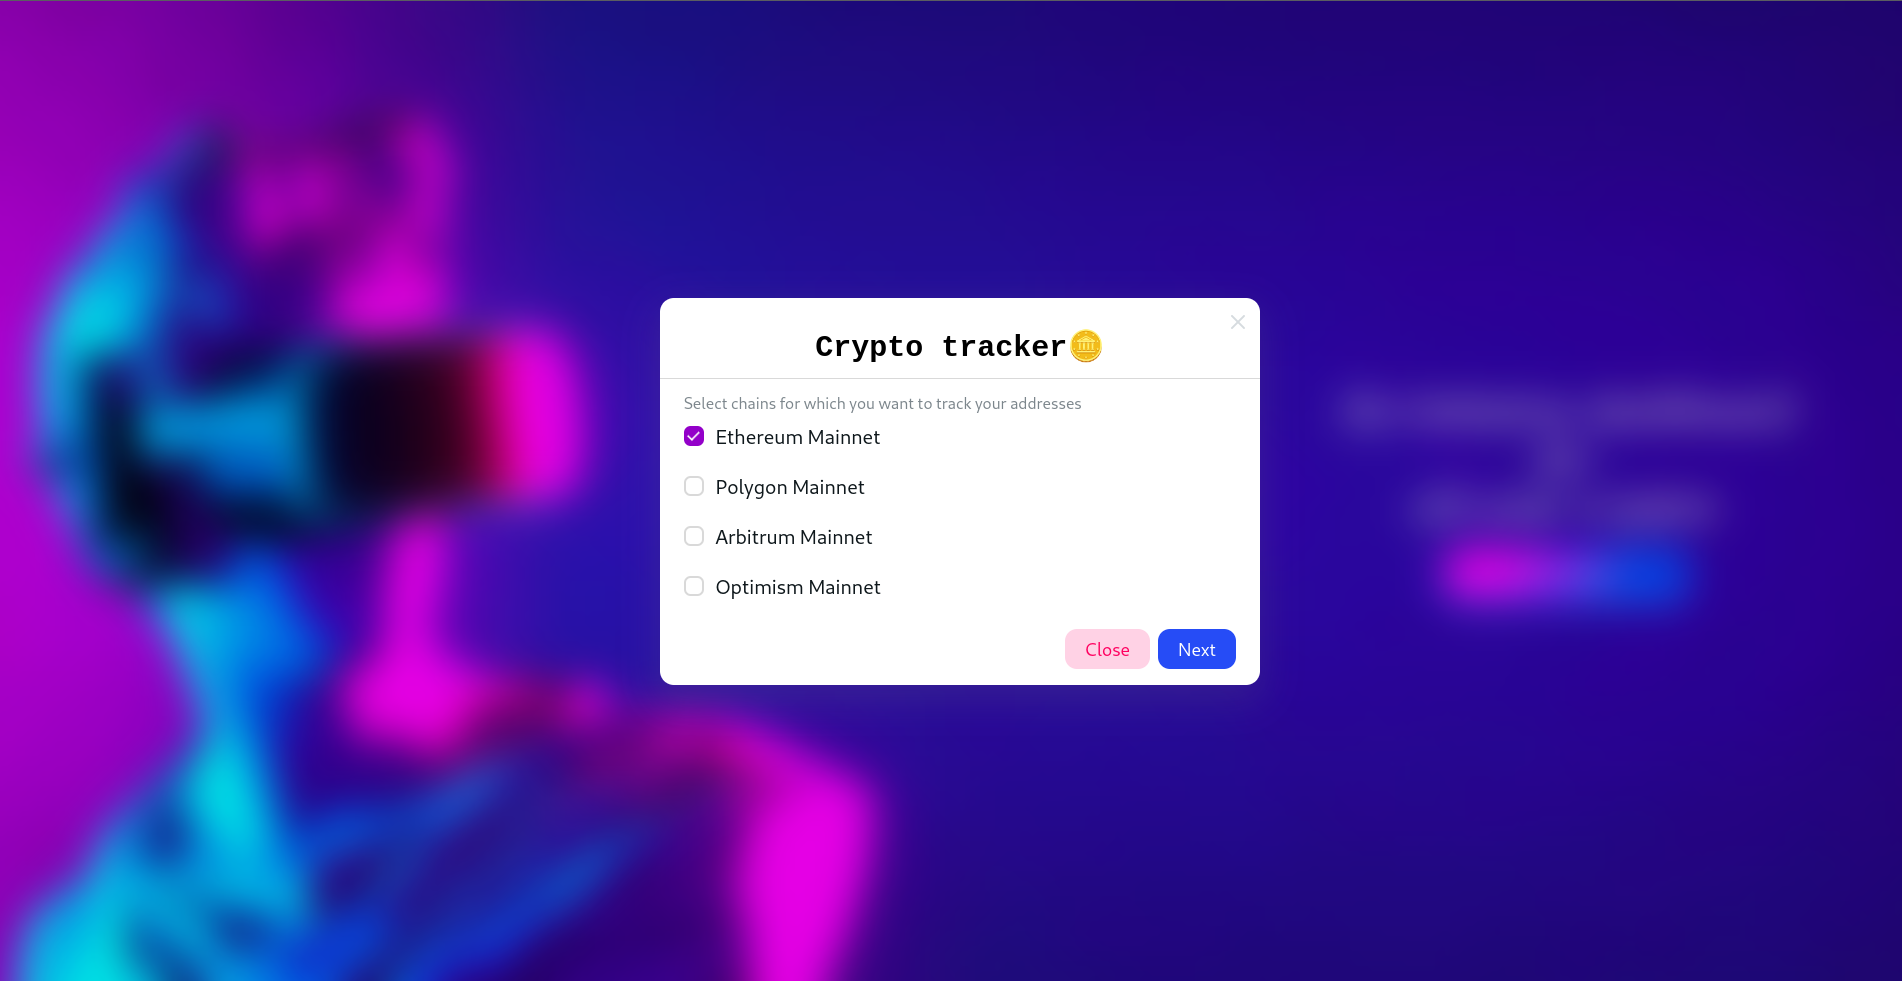 Crypto tracker🪙
Select chains for which you want to track your addresses
Ethereum Mainnet
Polygon Mainnet
Arbitrum Mainnet
Optimism Mainnet
Close
Next